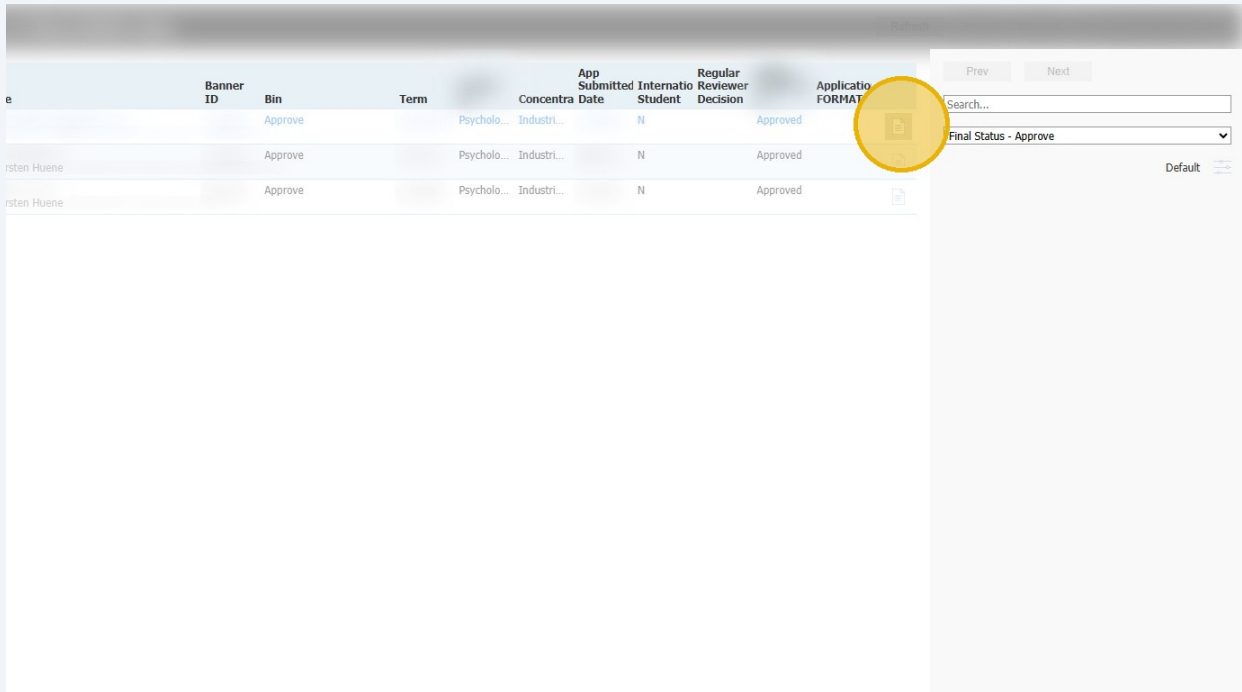 Prev Next
e Banner ID Bin Term Concentra App Submitted Date Internatio Student Regular Reviewer Decision Applicatio FORMAT
Search...
Approve Psycholo... Industri... N Approved
Final Status - Approve
Approve Psycholo... Industri... N Approved
rsten Huene
Default
Approve Psycholo... Industri... N Approved
rsten Huene